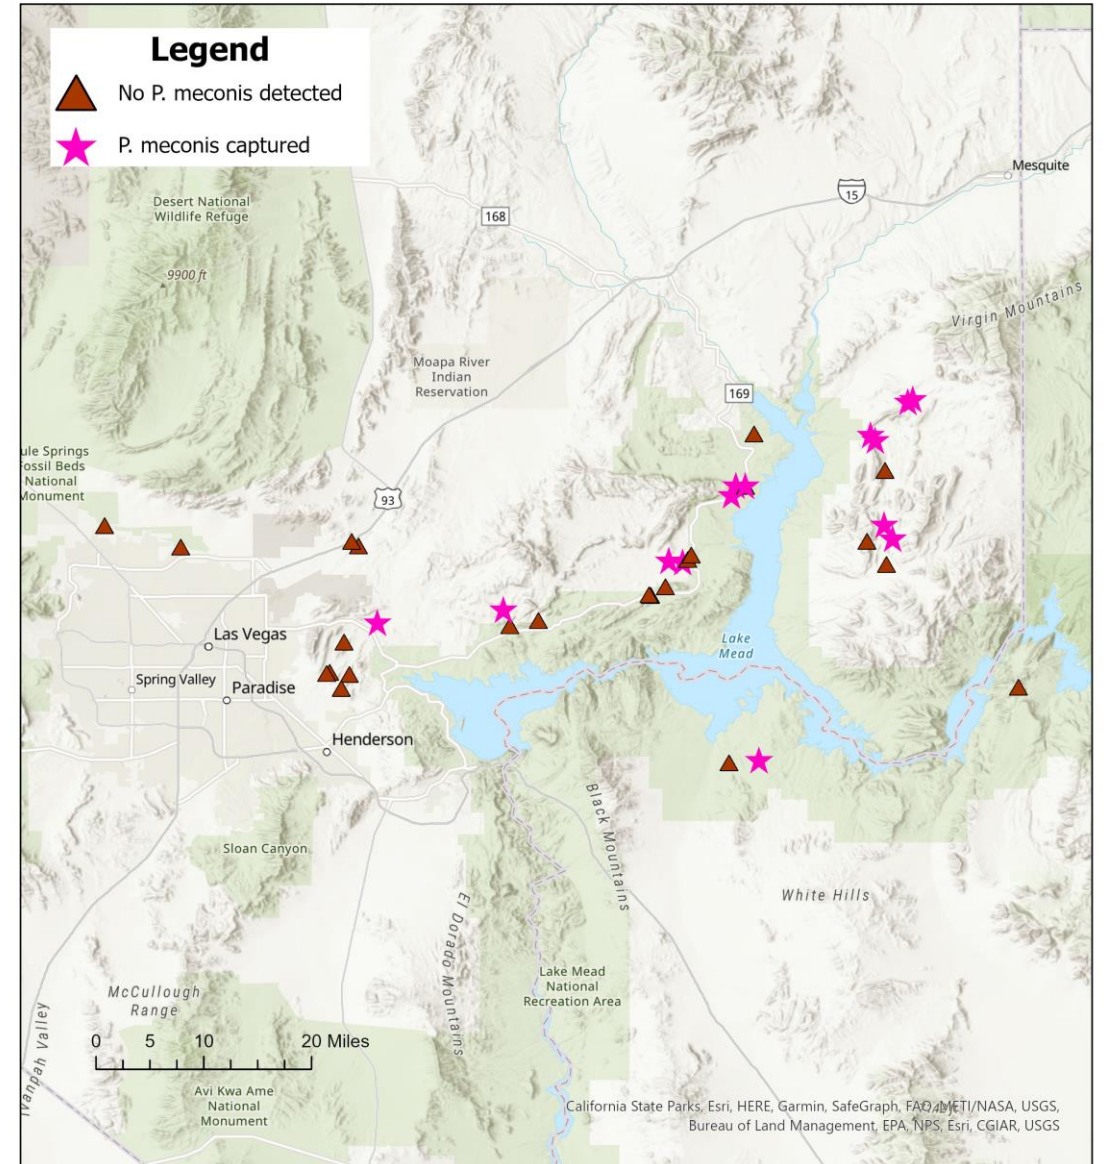 Legend
No P. meconis detected
P. meconis captured
Mesquite
15
Desert National
Wildlife Refuge
168
9900 ft
Virgin Mountains
Moapa River
Indian
Reservation
169
ule Springs
Fossil Beds
National
Monument
93
Las Vegas
Spring Valley
Paradise
Lake
Mead
Henderson
Black Mountains
Sloan Canyon
White Hills
El Dorado Mountains
Lake Mead
National
Recreation Area
McCullough
Range
Ivanpah Valley
0 5 10 20 Miles
Avi Kwa Ame
National
Monument
California State Parks, Esri, HERE, Garmin, SafeGraph, FAO, METI/NASA, USGS,
Bureau of Land Management, EPA, NPS, Esri, CGIAR, USGS